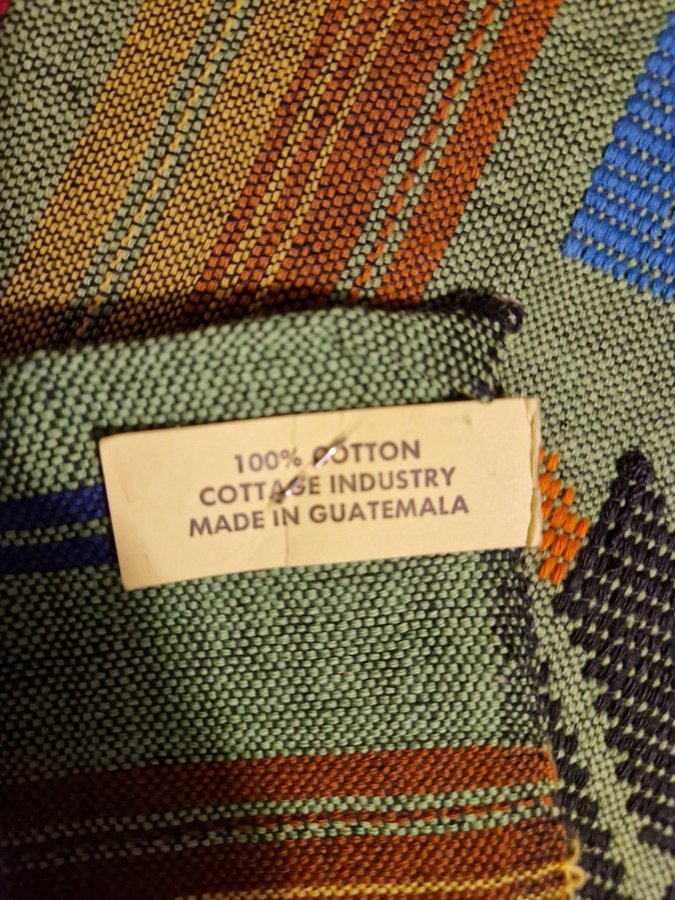 100% COTTON
COTTAGE INDUSTRY
MADE IN GUATEMALA